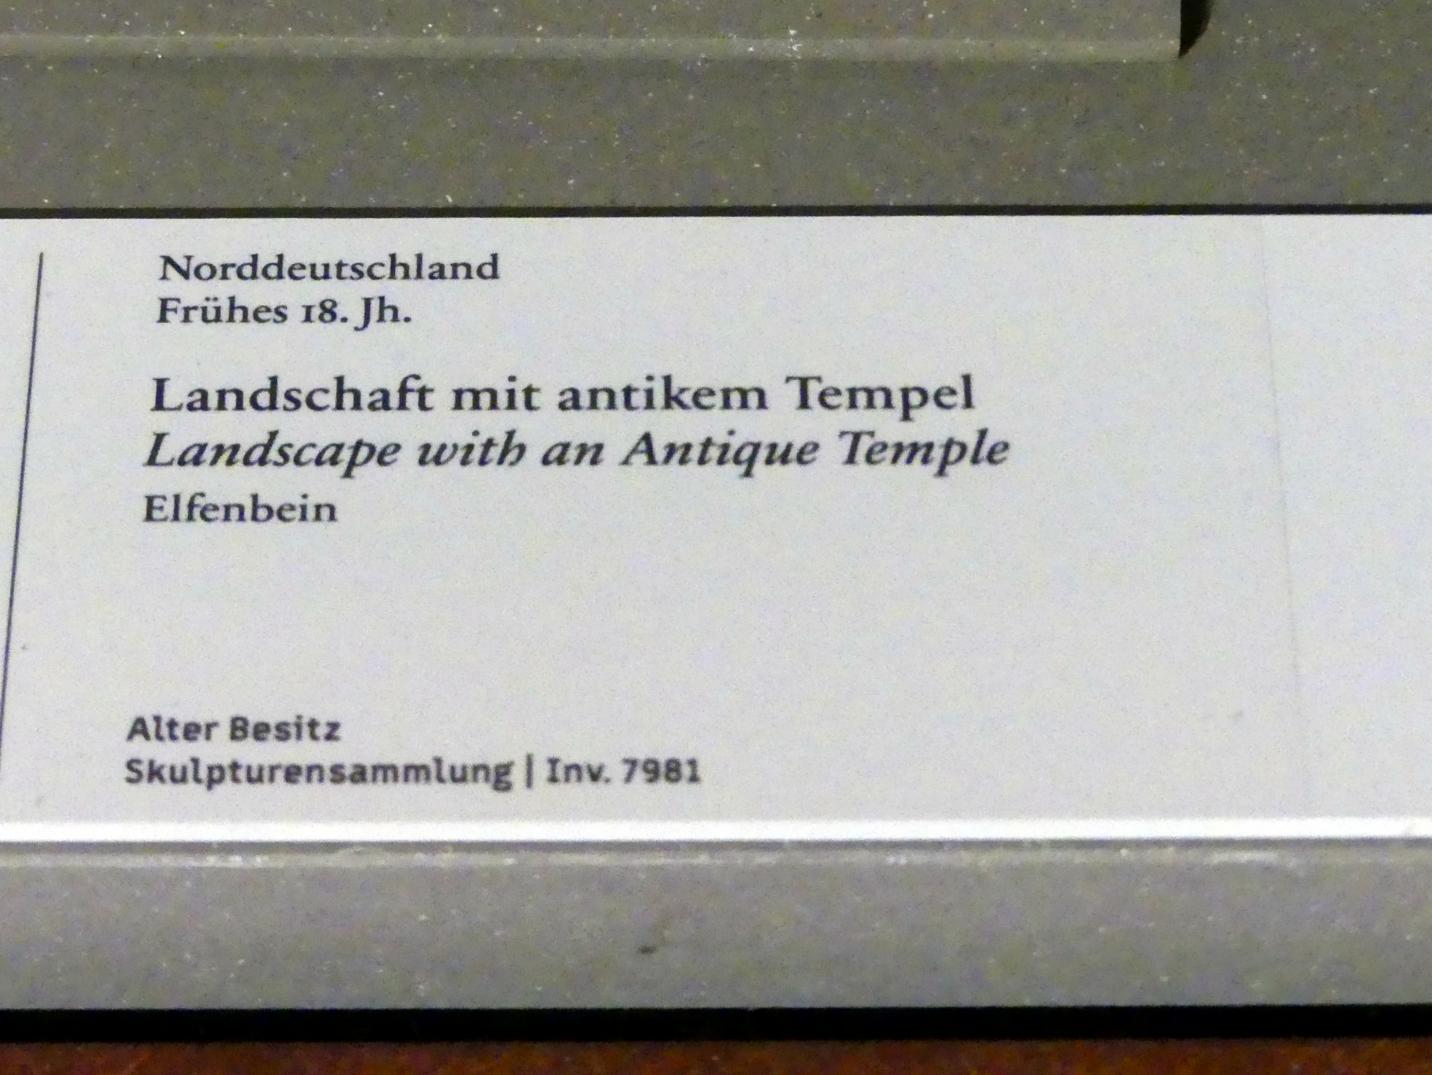 Norddeutschland
Frühes 18. Jh.
Landschaft mit antikem Tempel
Landscape with an Antique Temple
Elfenbein
Alter Besitz
Skulpturensammlung | Inv. 7981